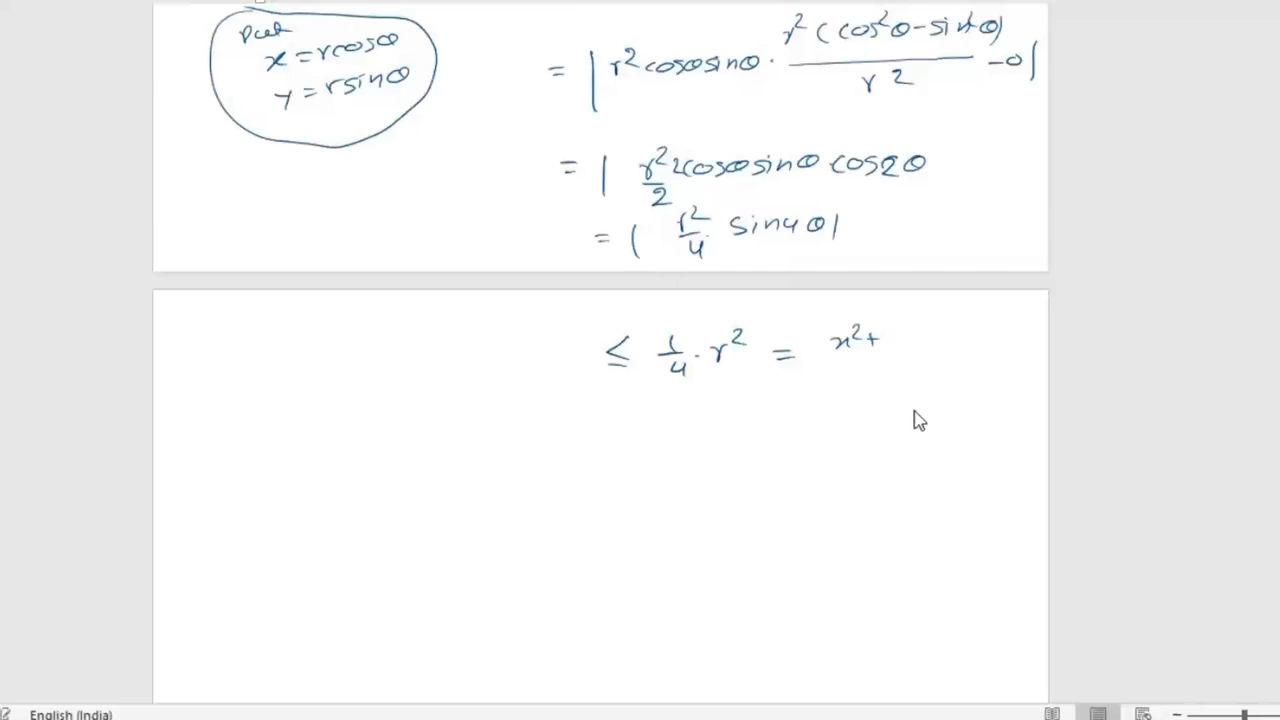 Put
x = r cosθ
y = r sinθ
= | r² cosθ sinθ · r² (cos²θ - sin²θ) / r² - 0 |
= | r²/2 2cosθ sinθ cos2θ
= | r²/4 sin4θ |
≤ 1/4 · r² = x² +
English (India)